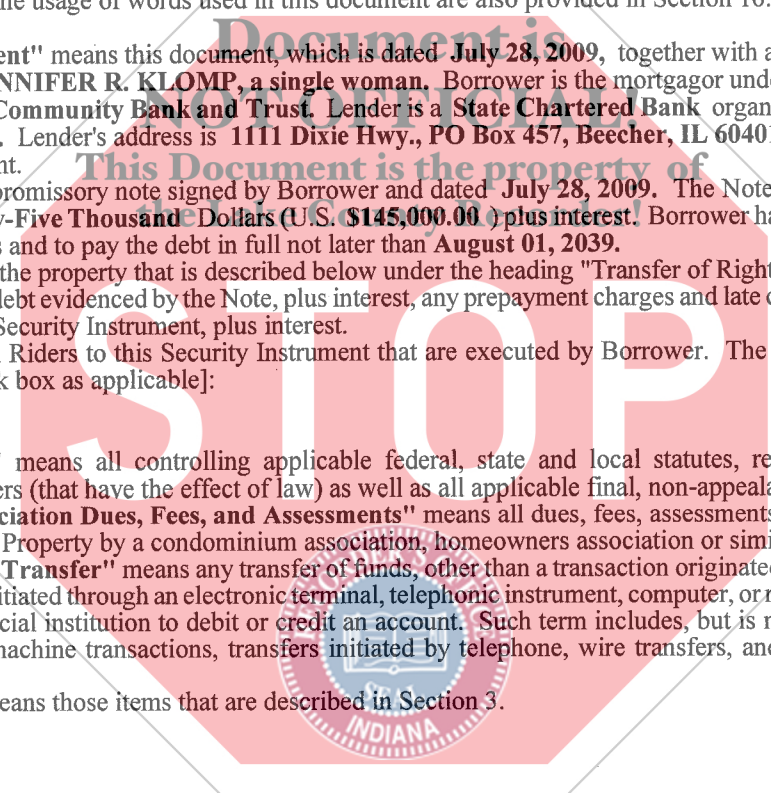 he usage of words used in this document are also provided in Section 16.
Document is
ent" means this document, which is dated July 28, 2009, together with a
NNIFER R. KLOMP, a single woman. Borrower is the mortgagor und
NOT OFFICIAL!
Community Bank and Trust. Lender is a State Chartered Bank organ
. Lender's address is 1111 Dixie Hwy., PO Box 457, Beecher, IL 60401
nt.
This Document is the property of
promissory note signed by Borrower and dated July 28, 2009. The Note
y-Five Thousand Dollars (U.S. $145,000.00 ) plus interest. Borrower ha
the Lake County Recorder!
s and to pay the debt in full not later than August 01, 2039.
the property that is described below under the heading "Transfer of Right
debt evidenced by the Note, plus interest, any prepayment charges and late c
Security Instrument, plus interest.
Riders to this Security Instrument that are executed by Borrower. The
k box as applicable]:
STOP
" means all controlling applicable federal, state and local statutes, re
ers (that have the effect of law) as well as all applicable final, non-appeala
ciation Dues, Fees, and Assessments" means all dues, fees, assessments
Property by a condominium association, homeowners association or simi
Transfer" means any transfer of funds, other than a transaction originate
itiated through an electronic terminal, telephonic instrument, computer, or r
cial institution to debit or credit an account. Such term includes, but is n
machine transactions, transfers initiated by telephone, wire transfers, and
eans those items that are described in Section 3.
SEAL
INDIANA